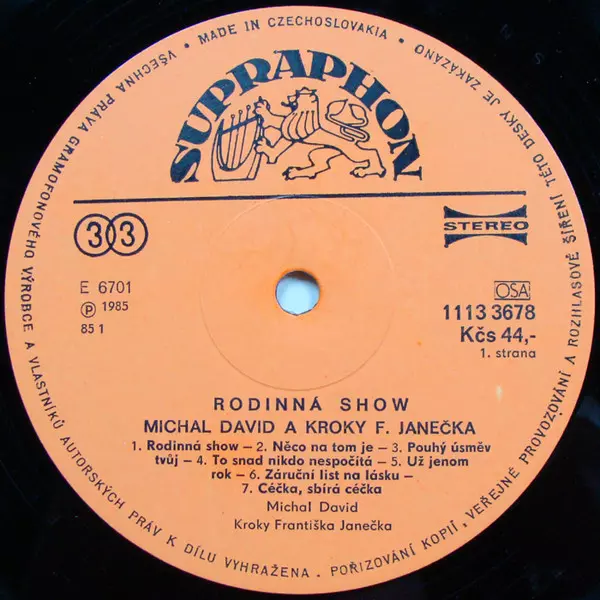 VŠECHNA PRÁVA GRAMOFONOVÉHO VÝROBCE A VLASTNÍKŮ AUTORSKÝCH PRÁV K DÍLU VYHRAŽENA. POŘIZOVÁNÍ KOPIÍ, VEŘEJNÉ PROVOZOVÁNÍ A ROZHLASOVÉ ŠÍŘENÍ TÉTO DESKY JE ZAKÁZÁNO
MADE IN CZECHOSLOVAKIA
SUPRAPHON
33
STEREO
E 6701
℗ 1985
85 1
OSA
1113 3678
Kčs 44,-
1. strana
RODINNÁ SHOW
MICHAL DAVID A KROKY F. JANEČKA
1. Rodinná show – 2. Něco na tom je – 3. Pouhý úsměv
tvůj – 4. To snad nikdo nespočítá – 5. Už jenom
rok – 6. Záruční list na lásku –
7. Céčka, sbírá céčka
Michal David
Kroky Františka Janečka